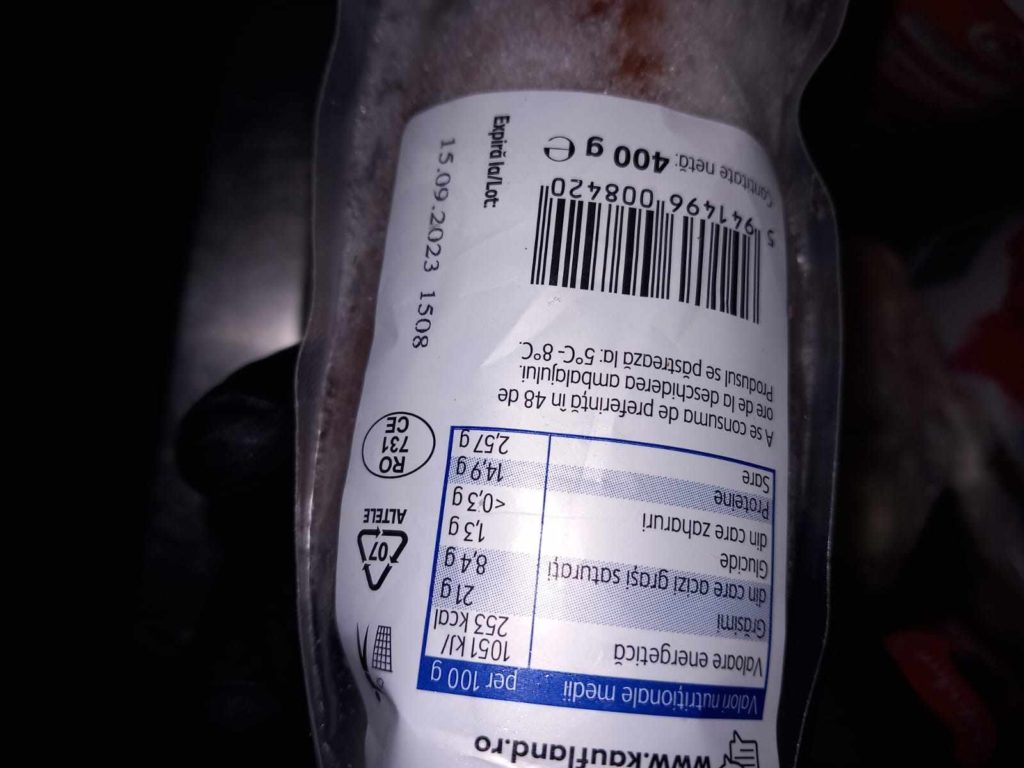 www.kaufland.ro
Valori nutriționale medii per 100 g
Valoare energetică 1051 kJ/
253 kcal
Grăsimi 21 g
din care acizi grași saturați 8,4 g
Glucide 1,3 g
din care zaharuri <0,3 g
Proteine 14,9 g
Sare 2,57 g
A se consuma de preferință în 48 de
ore de la deschiderea ambalajului.
Produsul se păstrează la: 5°C- 8°C.
5 941496 008420
Cantitate netă: 400 g ℮
07
ALTELE
RO
731
CE
Expiră la/Lot:
15.09.2023 1508